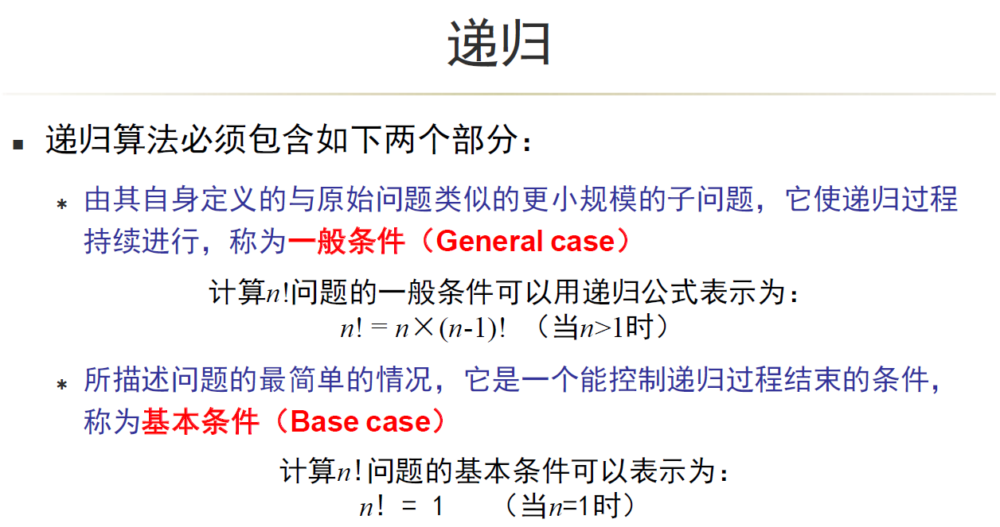 递归
▪ 递归算法必须包含如下两个部分：
* 由其自身定义的与原始问题类似的更小规模的子问题，它使递归过程
持续进行，称为一般条件（General case）
计算n!问题的一般条件可以用递归公式表示为：
n! = n×(n-1)! （当n>1时）
* 所描述问题的最简单的情况，它是一个能控制递归过程结束的条件，
称为基本条件（Base case）
计算n!问题的基本条件可以表示为：
n! = 1 （当n=1时）